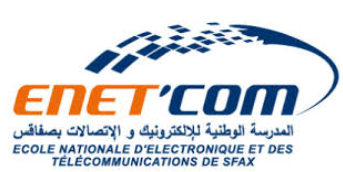 ENET'COM
المدرسة الوطنية للإلكترونيك و الإتصالات بصفاقس
ECOLE NATIONALE D'ELECTRONIQUE ET DES
TÉLÉCOMMUNICATIONS DE SFAX